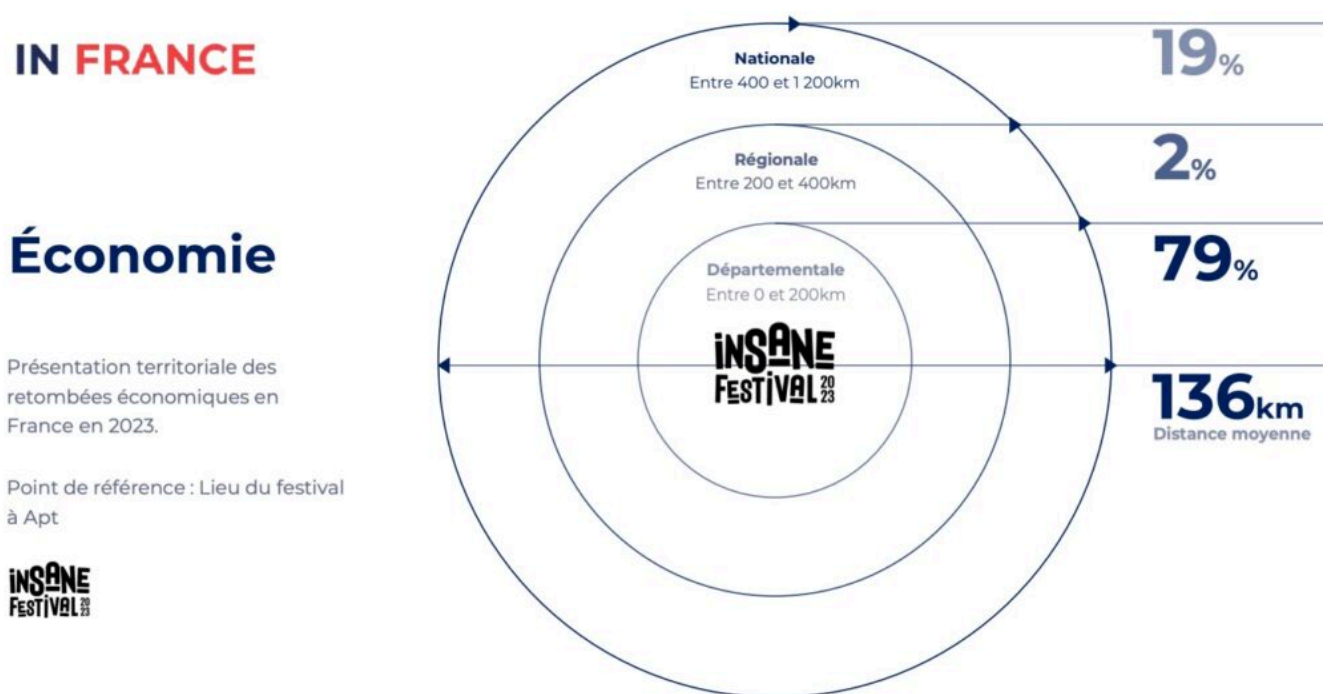 IN FRANCE
Économie
Présentation territoriale des
retombées économiques en
France en 2023.
Point de référence : Lieu du festival
à Apt
INSANE
FESTIVAL 2023
Nationale
Entre 400 et 1 200km
Régionale
Entre 200 et 400km
Départementale
Entre 0 et 200km
INSANE
FESTIVAL 2023
19%
2%
79%
136km
Distance moyenne